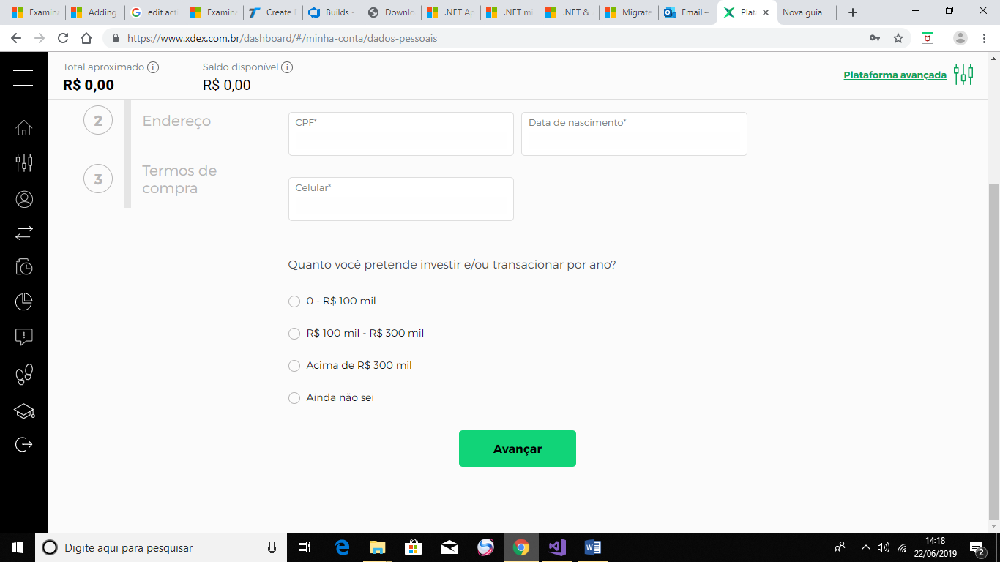 Examina
Adding
edit act
Examina
Create
Builds -
Downlo
.NET Ap
.NET mi
.NET &
Migrate
Email –
Plat
Nova guia
https://www.xdex.com.br/dashboard/#/minha-conta/dados-pessoais
Total aproximado
Saldo disponível
R$ 0,00
R$ 0,00
Plataforma avançada
2
Endereço
CPF*
Data de nascimento*
3
Termos de
compra
Celular*
Quanto você pretende investir e/ou transacionar por ano?
0 - R$ 100 mil
R$ 100 mil - R$ 300 mil
Acima de R$ 300 mil
Ainda não sei
Avançar
Digite aqui para pesquisar
14:18
22/06/2019
2